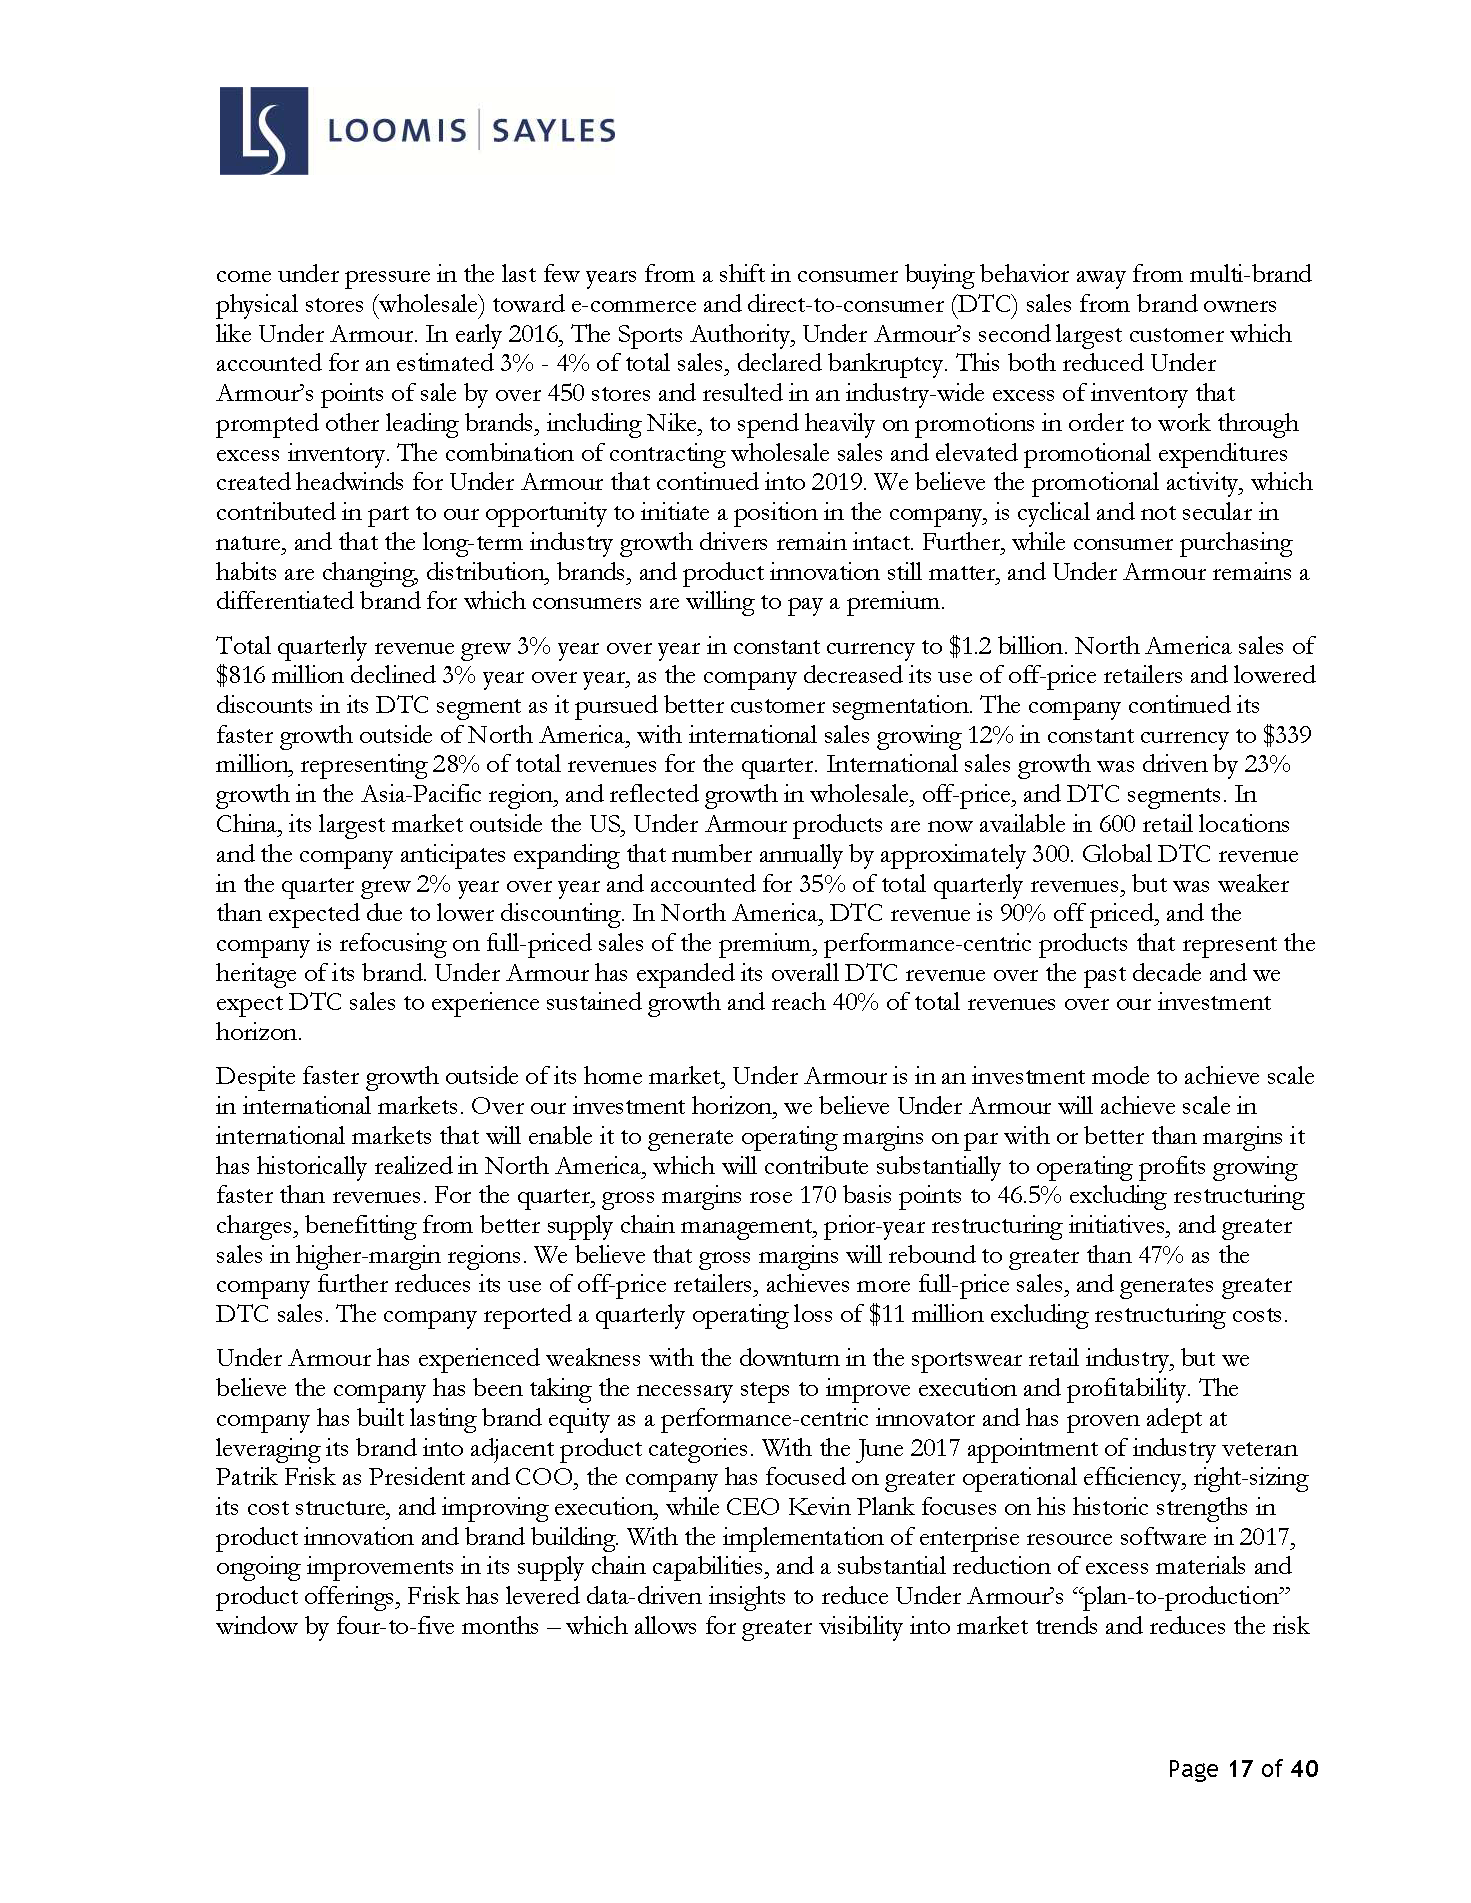 LS LOOMIS | SAYLES
come under pressure in the last few years from a shift in consumer buying behavior away from multi-brand
physical stores (wholesale) toward e-commerce and direct-to-consumer (DTC) sales from brand owners
like Under Armour. In early 2016, The Sports Authority, Under Armour’s second largest customer which
accounted for an estimated 3% - 4% of total sales, declared bankruptcy. This both reduced Under
Armour’s points of sale by over 450 stores and resulted in an industry-wide excess of inventory that
prompted other leading brands, including Nike, to spend heavily on promotions in order to work through
excess inventory. The combination of contracting wholesale sales and elevated promotional expenditures
created headwinds for Under Armour that continued into 2019. We believe the promotional activity, which
contributed in part to our opportunity to initiate a position in the company, is cyclical and not secular in
nature, and that the long-term industry growth drivers remain intact. Further, while consumer purchasing
habits are changing, distribution, brands, and product innovation still matter, and Under Armour remains a
differentiated brand for which consumers are willing to pay a premium.
Total quarterly revenue grew 3% year over year in constant currency to $1.2 billion. North America sales of
$816 million declined 3% year over year, as the company decreased its use of off-price retailers and lowered
discounts in its DTC segment as it pursued better customer segmentation. The company continued its
faster growth outside of North America, with international sales growing 12% in constant currency to $339
million, representing 28% of total revenues for the quarter. International sales growth was driven by 23%
growth in the Asia-Pacific region, and reflected growth in wholesale, off-price, and DTC segments. In
China, its largest market outside the US, Under Armour products are now available in 600 retail locations
and the company anticipates expanding that number annually by approximately 300. Global DTC revenue
in the quarter grew 2% year over year and accounted for 35% of total quarterly revenues, but was weaker
than expected due to lower discounting. In North America, DTC revenue is 90% off priced, and the
company is refocusing on full-priced sales of the premium, performance-centric products that represent the
heritage of its brand. Under Armour has expanded its overall DTC revenue over the past decade and we
expect DTC sales to experience sustained growth and reach 40% of total revenues over our investment
horizon.
Despite faster growth outside of its home market, Under Armour is in an investment mode to achieve scale
in international markets. Over our investment horizon, we believe Under Armour will achieve scale in
international markets that will enable it to generate operating margins on par with or better than margins it
has historically realized in North America, which will contribute substantially to operating profits growing
faster than revenues. For the quarter, gross margins rose 170 basis points to 46.5% excluding restructuring
charges, benefitting from better supply chain management, prior-year restructuring initiatives, and greater
sales in higher-margin regions. We believe that gross margins will rebound to greater than 47% as the
company further reduces its use of off-price retailers, achieves more full-price sales, and generates greater
DTC sales. The company reported a quarterly operating loss of $11 million excluding restructuring costs.
Under Armour has experienced weakness with the downturn in the sportswear retail industry, but we
believe the company has been taking the necessary steps to improve execution and profitability. The
company has built lasting brand equity as a performance-centric innovator and has proven adept at
leveraging its brand into adjacent product categories. With the June 2017 appointment of industry veteran
Patrik Frisk as President and COO, the company has focused on greater operational efficiency, right-sizing
its cost structure, and improving execution, while CEO Kevin Plank focuses on his historic strengths in
product innovation and brand building. With the implementation of enterprise resource software in 2017,
ongoing improvements in its supply chain capabilities, and a substantial reduction of excess materials and
product offerings, Frisk has levered data-driven insights to reduce Under Armour’s “plan-to-production”
window by four-to-five months – which allows for greater visibility into market trends and reduces the risk
Page 17 of 40